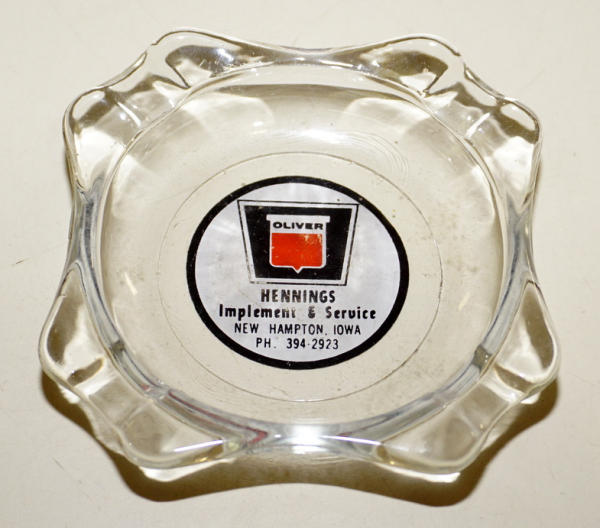 OLIVER
HENNINGS
Implement & Service
NEW HAMPTON, IOWA
PH. 394-2923